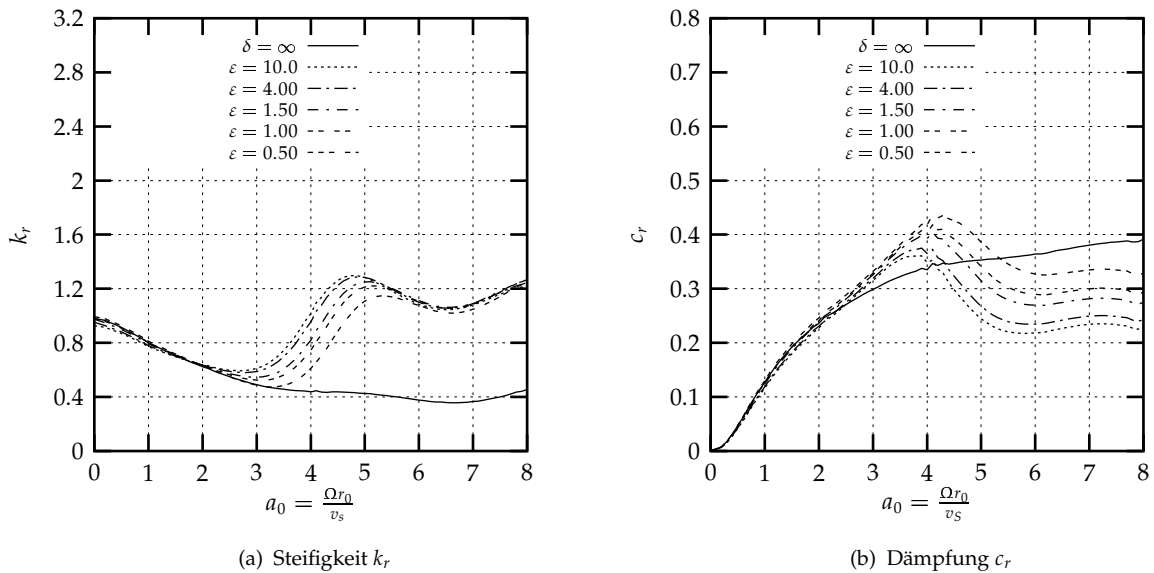 3.2
2.8
2.4
2
1.6
1.2
0.8
0.4
0
k_r
δ = ∞
ε = 10.0
ε = 4.00
ε = 1.50
ε = 1.00
ε = 0.50
0 1 2 3 4 5 6 7 8
a_0 = Ωr_0/v_s
(a) Steifigkeit k_r
0.8
0.7
0.6
0.5
0.4
0.3
0.2
0.1
0
c_r
δ = ∞
ε = 10.0
ε = 4.00
ε = 1.50
ε = 1.00
ε = 0.50
0 1 2 3 4 5 6 7 8
a_0 = Ωr_0/v_S
(b) Dämpfung c_r